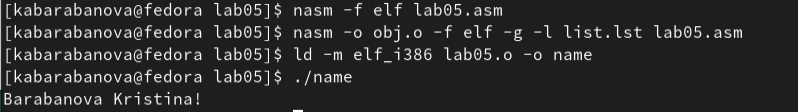 [kabarabanova@fedora lab05]$ nasm -f elf lab05.asm
[kabarabanova@fedora lab05]$ nasm -o obj.o -f elf -g -l list.lst lab05.asm
[kabarabanova@fedora lab05]$ ld -m elf_i386 lab05.o -o name
[kabarabanova@fedora lab05]$ ./name
Barabanova Kristina!